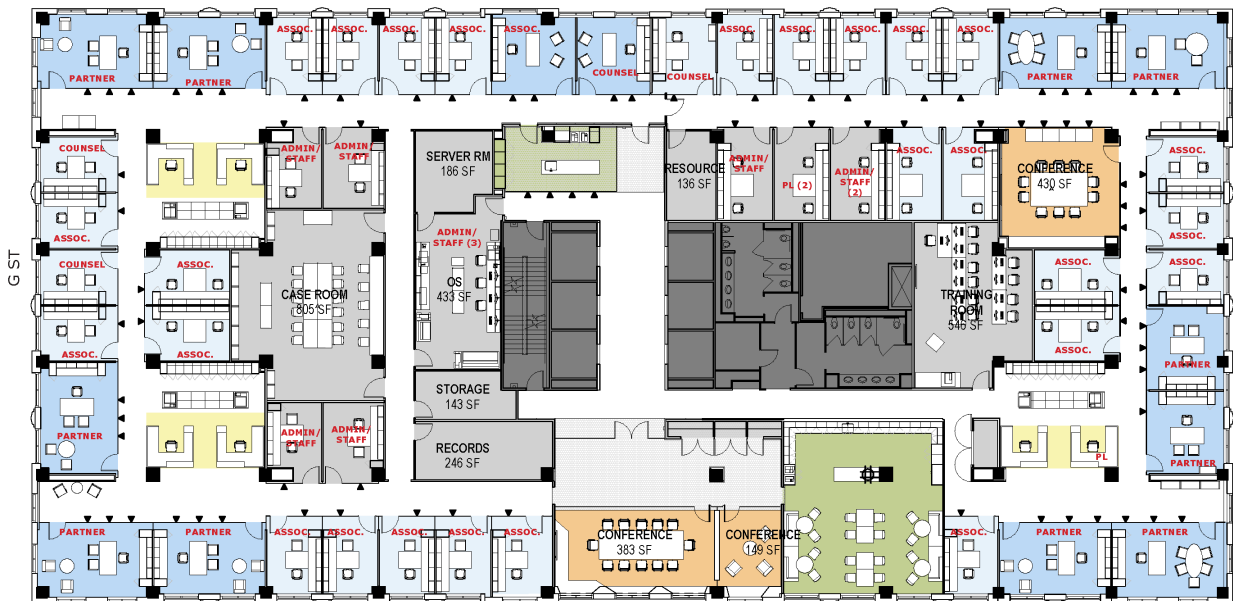 ASSOC. ASSOC. ASSOC. ASSOC. ASSOC. ASSOC. ASSOC. ASSOC. ASSOC. ASSOC.
PARTNER PARTNER COUNSEL COUNSEL PARTNER PARTNER
COUNSEL
ADMIN/
STAFF
ADMIN/
STAFF
SERVER RM
186 SF
RESOURCE
136 SF
ADMIN/
STAFF
PL (2)
ADMIN/
STAFF
(2)
ASSOC.
ASSOC.
CONFERENCE
430 SF
ASSOC.
ASSOC.
ASSOC.
ADMIN/
STAFF (3)
G ST
COUNSEL
ASSOC.
ASSOC.
CASE ROOM
805 SF
OS
433 SF
TRAINING
ROOM
546 SF
ASSOC.
ASSOC.
ASSOC.
ASSOC.
PARTNER
STORAGE
143 SF
PARTNER
ADMIN/
STAFF
ADMIN/
STAFF
RECORDS
246 SF
PL
PARTNER
PARTNER PARTNER ASSOC. ASSOC. ASSOC. ASSOC. ASSOC.
CONFERENCE
383 SF
CONFERENCE
149 SF
ASSOC. PARTNER PARTNER